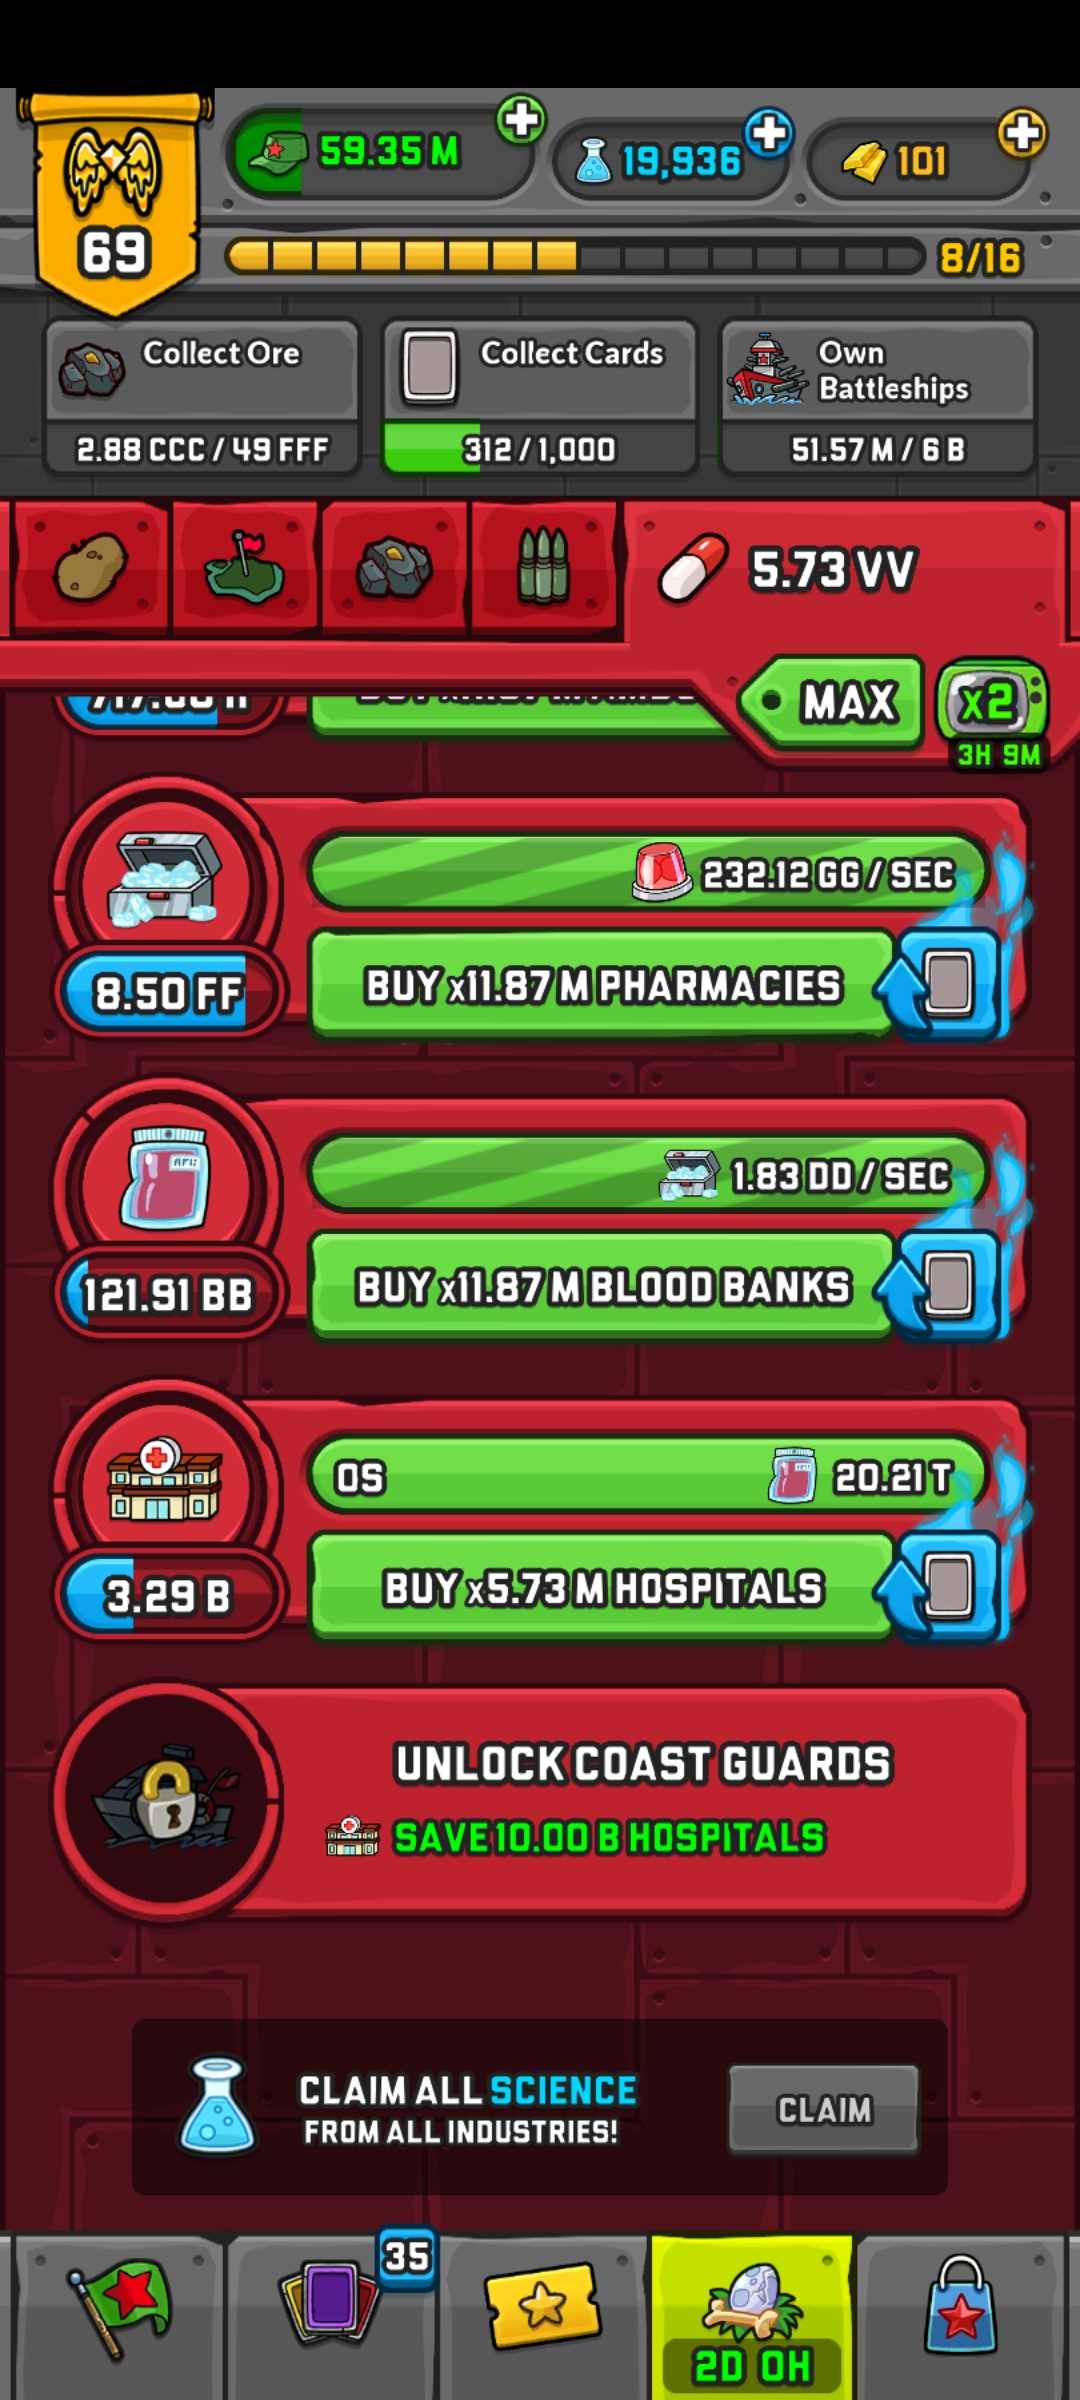 69
59.35 M
19,936
101
8/16
Collect Ore
2.88 CCC / 49 FFF
Collect Cards
312 / 1,000
Own
Battleships
51.57 M / 6 B
5.73 VV
MAX
x2
3H 9M
232.12 GG / SEC
8.50 FF
BUY x11.87 M PHARMACIES
1.83 DD / SEC
121.91 BB
BUY x11.87 M BLOOD BANKS
0S
20.21 T
3.29 B
BUY x5.73 M HOSPITALS
UNLOCK COAST GUARDS
SAVE 10.00 B HOSPITALS
CLAIM ALL SCIENCE
FROM ALL INDUSTRIES!
CLAIM
35
2D 0H